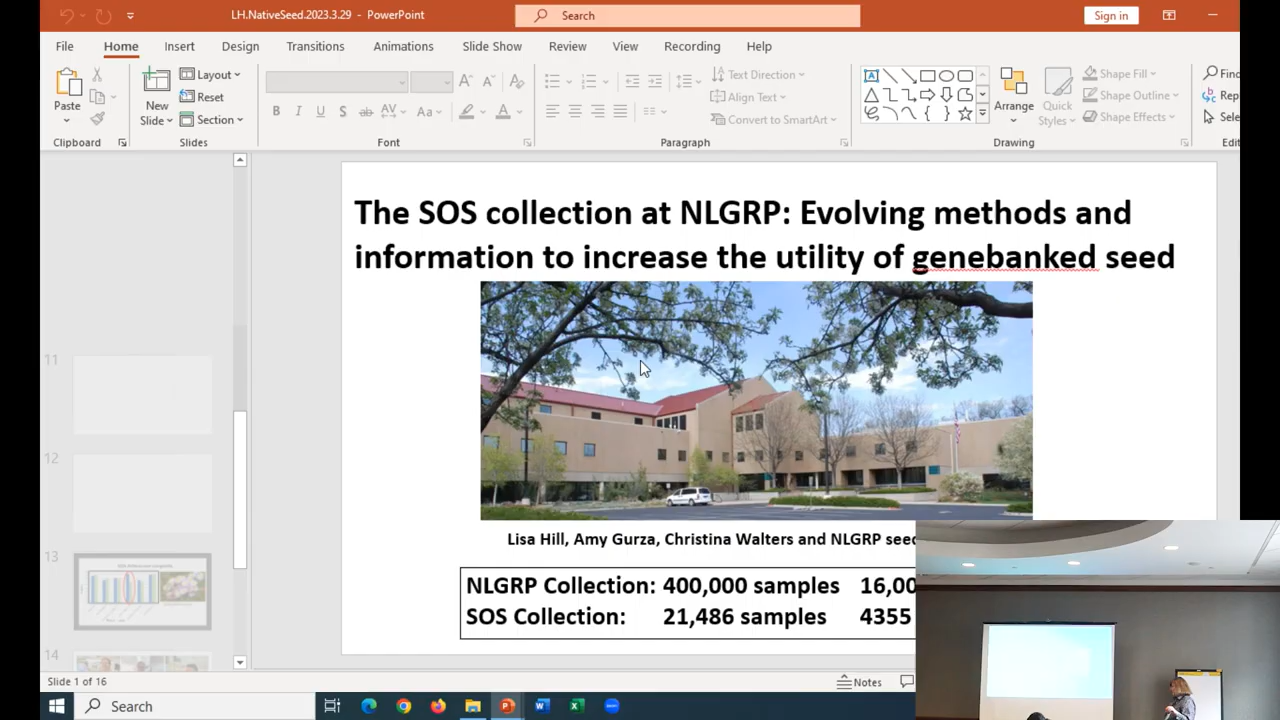 LH.NativeSeed.2023.3.29 - PowerPoint
Search
Sign in
File Home Insert Design Transitions Animations Slide Show Review View Recording Help
Paste
New Slide
Layout
Reset
Section
Text Direction
Align Text
Convert to SmartArt
Arrange
Quick Styles
Shape Fill
Shape Outline
Shape Effects
Clipboard Slides Font Paragraph Drawing
The SOS collection at NLGRP: Evolving methods and
information to increase the utility of genebanked seed
Lisa Hill, Amy Gurza, Christina Walters and NLGRP seed
NLGRP Collection: 400,000 samples 16,00
SOS Collection: 21,486 samples 4355
11
12
13
14
Slide 1 of 16
Notes
Search